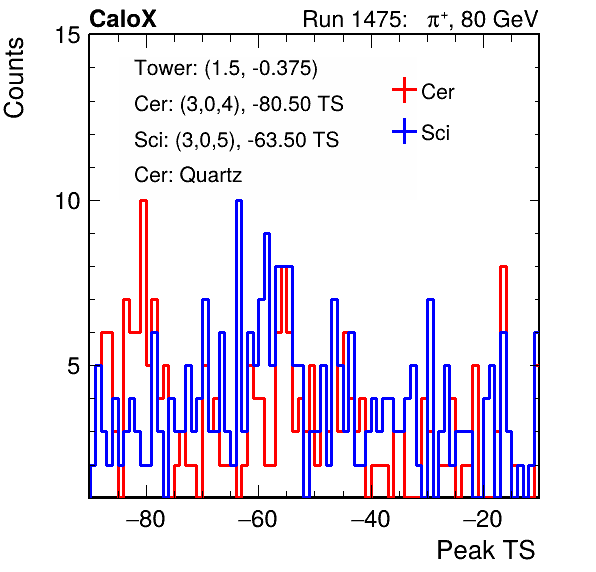 CaloX Run 1475: π+, 80 GeV
Counts
15
10
5
Tower: (1.5, -0.375)
Cer: (3,0,4), -80.50 TS
Sci: (3,0,5), -63.50 TS
Cer: Quartz
Cer
Sci
−80 −60 −40 −20
Peak TS